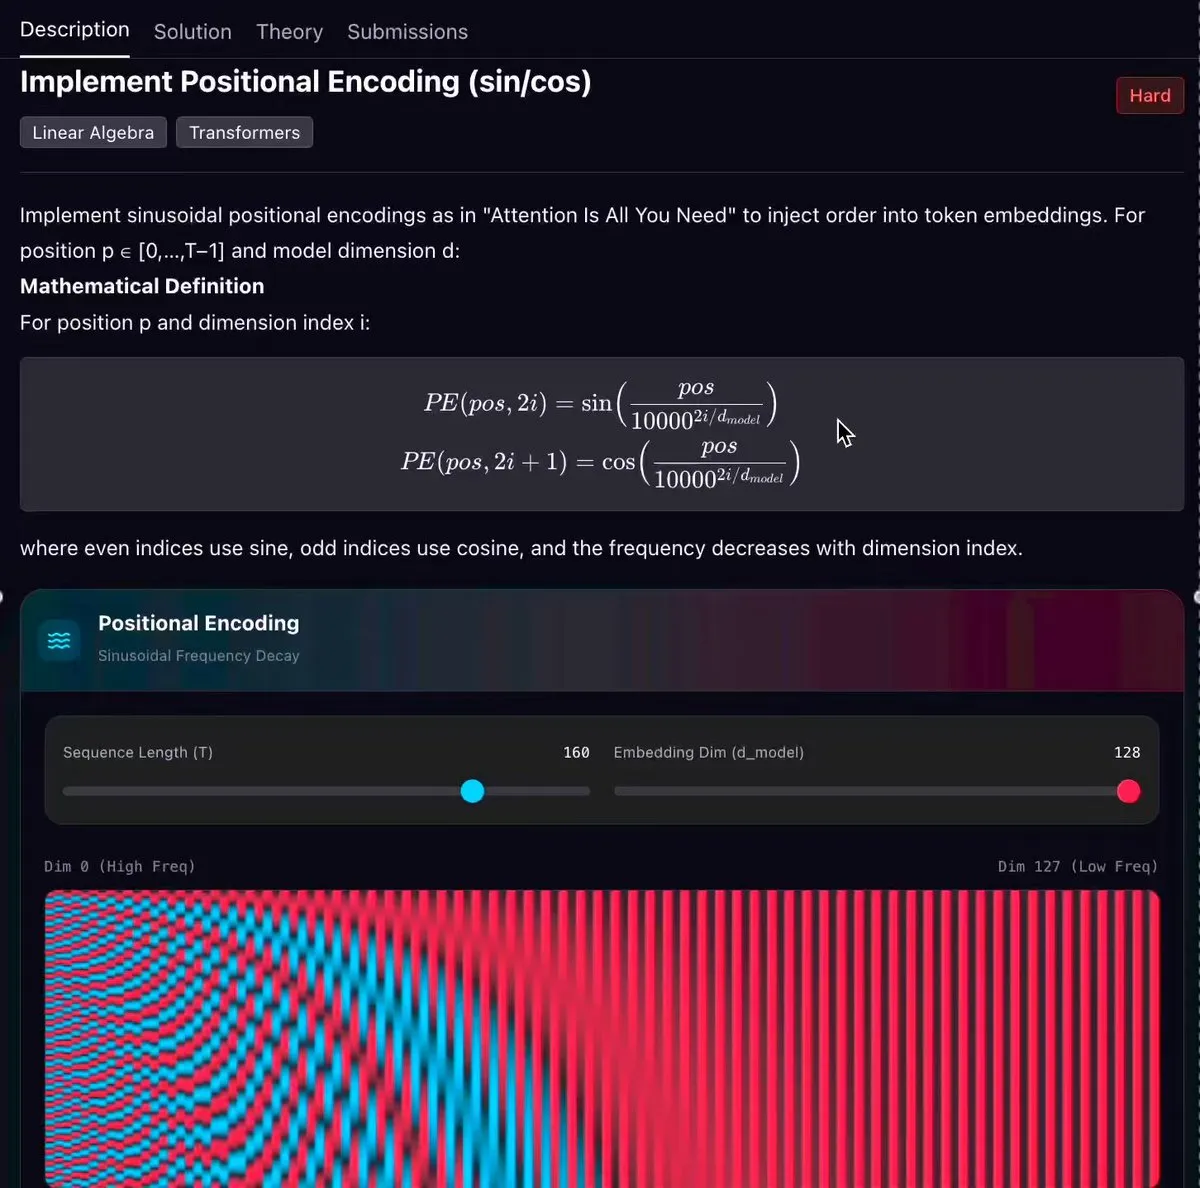 Description Solution Theory Submissions
Implement Positional Encoding (sin/cos)
Hard
Linear Algebra Transformers
Implement sinusoidal positional encodings as in "Attention Is All You Need" to inject order into token embeddings. For
position p ∈ [0,...,T−1] and model dimension d:
Mathematical Definition
For position p and dimension index i:
PE(pos, 2i) = sin(pos / 10000^{2i/d_{model}})
PE(pos, 2i + 1) = cos(pos / 10000^{2i/d_{model}})
where even indices use sine, odd indices use cosine, and the frequency decreases with dimension index.
Positional Encoding
Sinusoidal Frequency Decay
Sequence Length (T) 160 Embedding Dim (d_model) 128
Dim 0 (High Freq) Dim 127 (Low Freq)